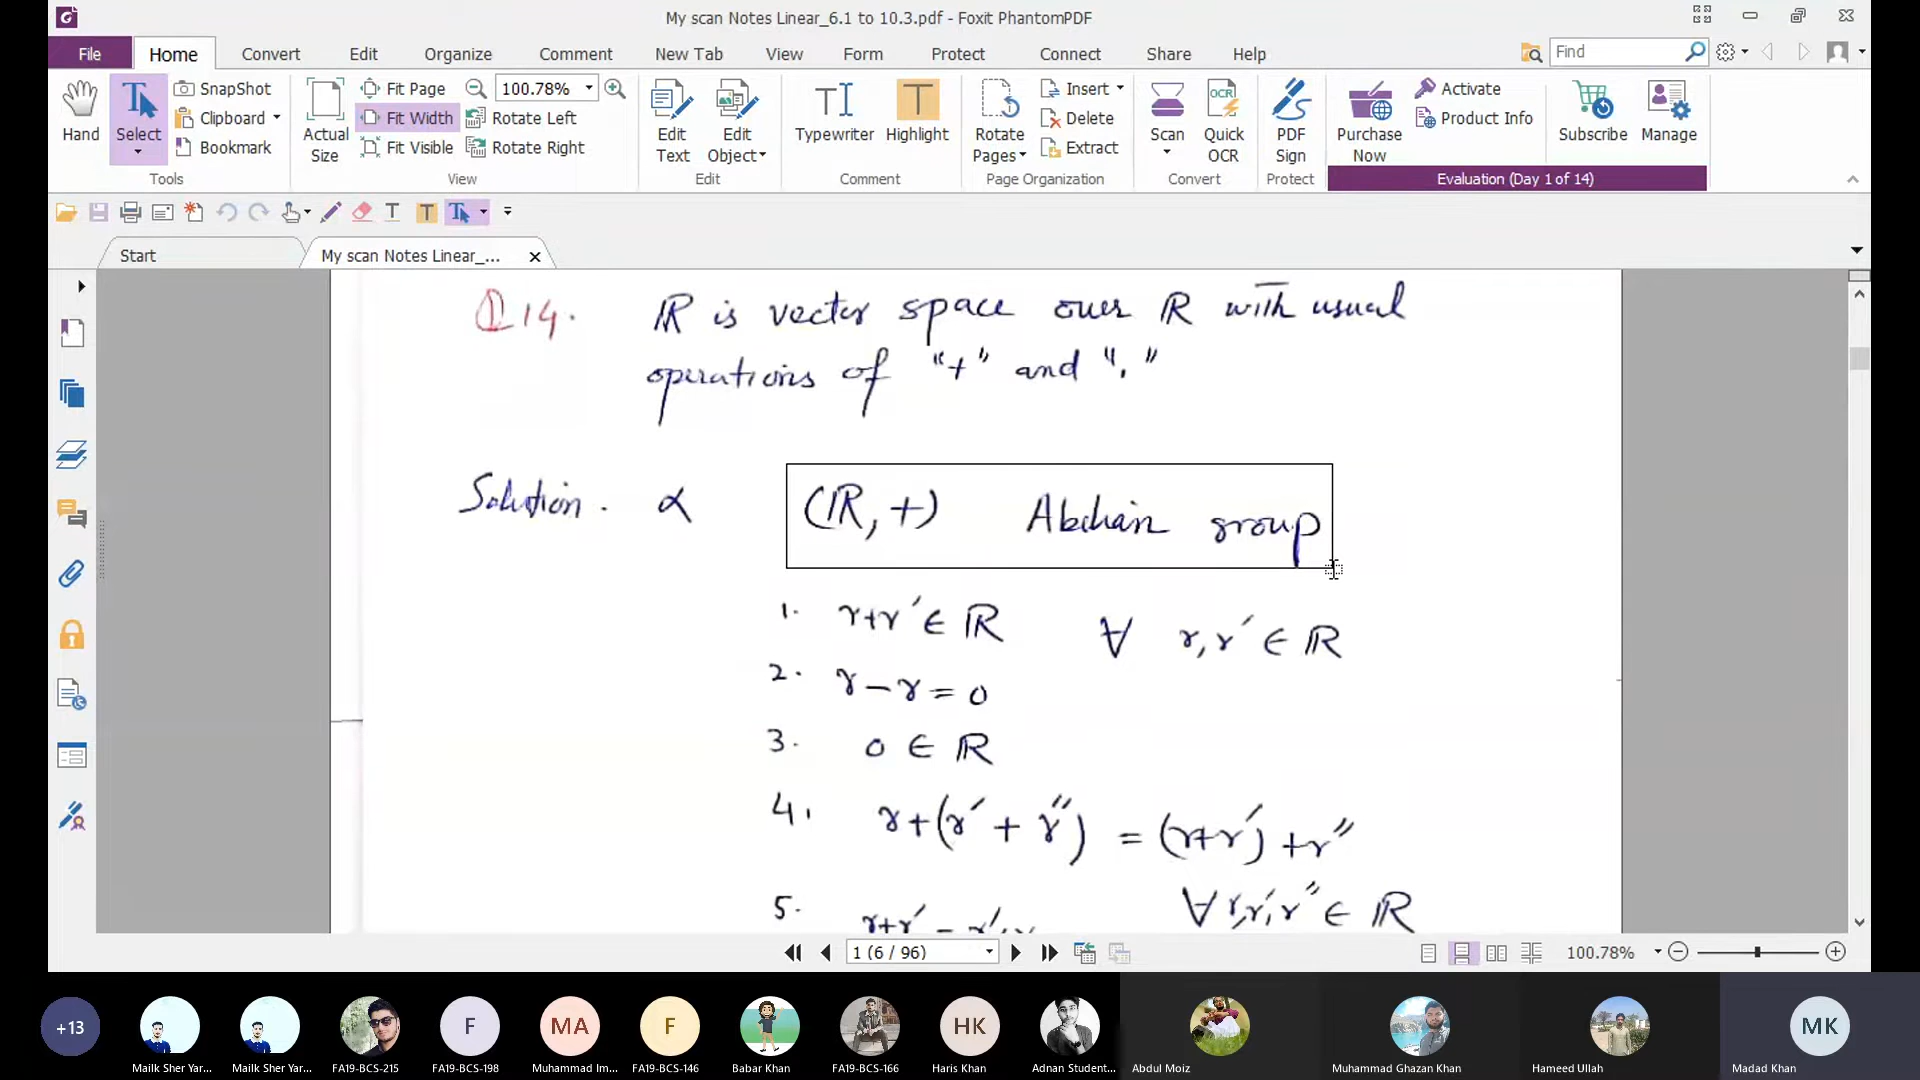 My scan Notes Linear_6.1 to 10.3.pdf - Foxit PhantomPDF
File Home Convert Edit Organize Comment New Tab View Form Protect Connect Share Help Find
Hand Select SnapShot Clipboard Bookmark Tools
Actual Size Fit Page Fit Width Fit Visible 100.78% Rotate Left Rotate Right View
Edit Text Edit Object Edit
Typewriter Highlight Comment
Rotate Pages Insert Delete Extract Page Organization
Scan Quick OCR Convert
PDF Sign Protect
Purchase Now Activate Product Info Subscribe Manage
Evaluation (Day 1 of 14)
Start My scan Notes Linear_...
Q14. ℝ is vector space over ℝ with usual
operations of "+" and "."
Solution. α (ℝ, +) Abelian group
1. r+r′ ∈ ℝ ∀ r, r′ ∈ ℝ
2. r – r = 0
3. 0 ∈ ℝ
4. r+(r′ + r″) = (r+r′) +r″
∀ r,r′,r″ ∈ ℝ
5.
1 (6 / 96) 100.78%
+13 F MA F HK MK
Mailk Sher Yar... Mailk Sher Yar... FA19-BCS-215 FA19-BCS-198 Muhammad Im... FA19-BCS-146 Babar Khan FA19-BCS-166 Haris Khan Adnan Student... Abdul Moiz Muhammad Ghazan Khan Hameed Ullah Madad Khan